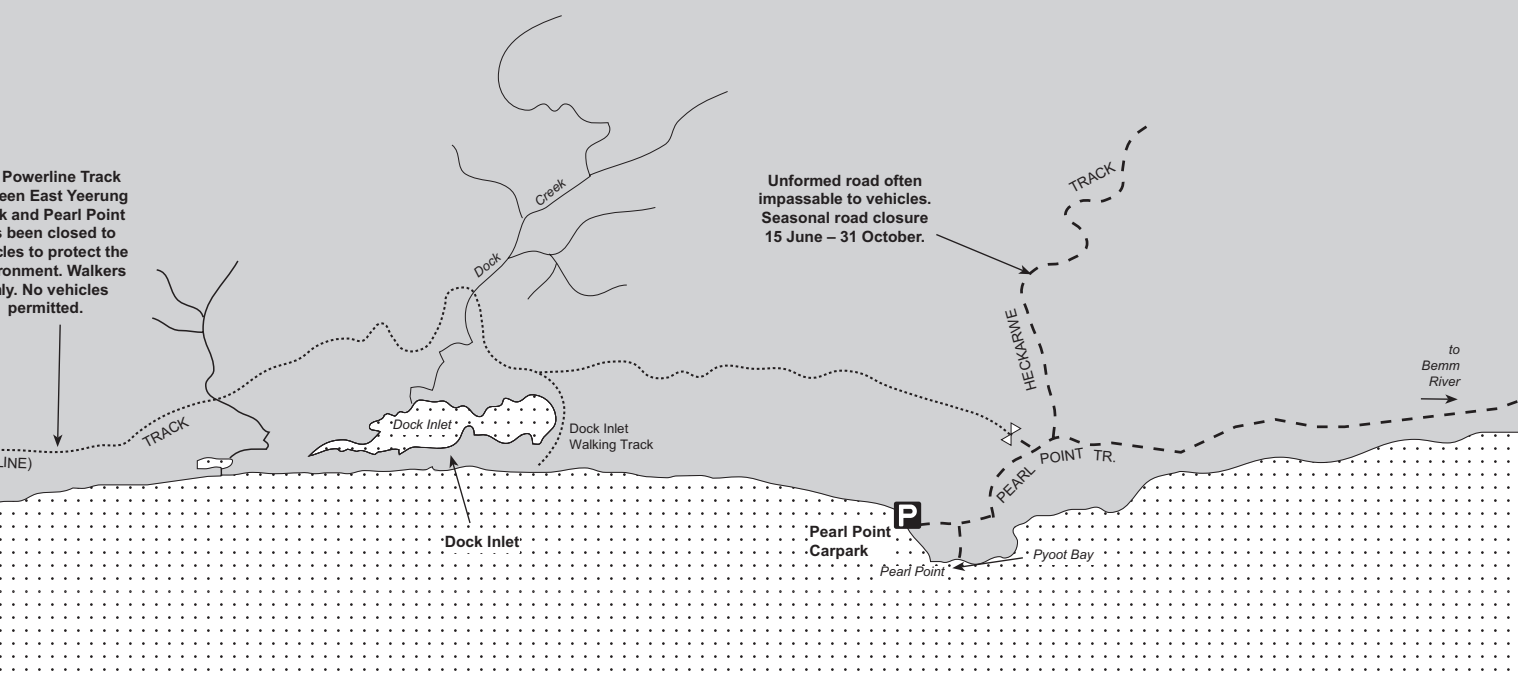 Powerline Track
een East Yeerung
k and Pearl Point
s been closed to
cles to protect the
ronment. Walkers
ly. No vehicles
permitted.
TRACK
LINE)
Creek
Dock
Dock Inlet
Dock Inlet
Walking Track
Dock Inlet
Unformed road often
impassable to vehicles.
Seasonal road closure
15 June – 31 October.
TRACK
HECKARWE
to
Bemm
River
PEARL POINT TR.
P
Pearl Point
Carpark
Pearl Point
Pyoot Bay